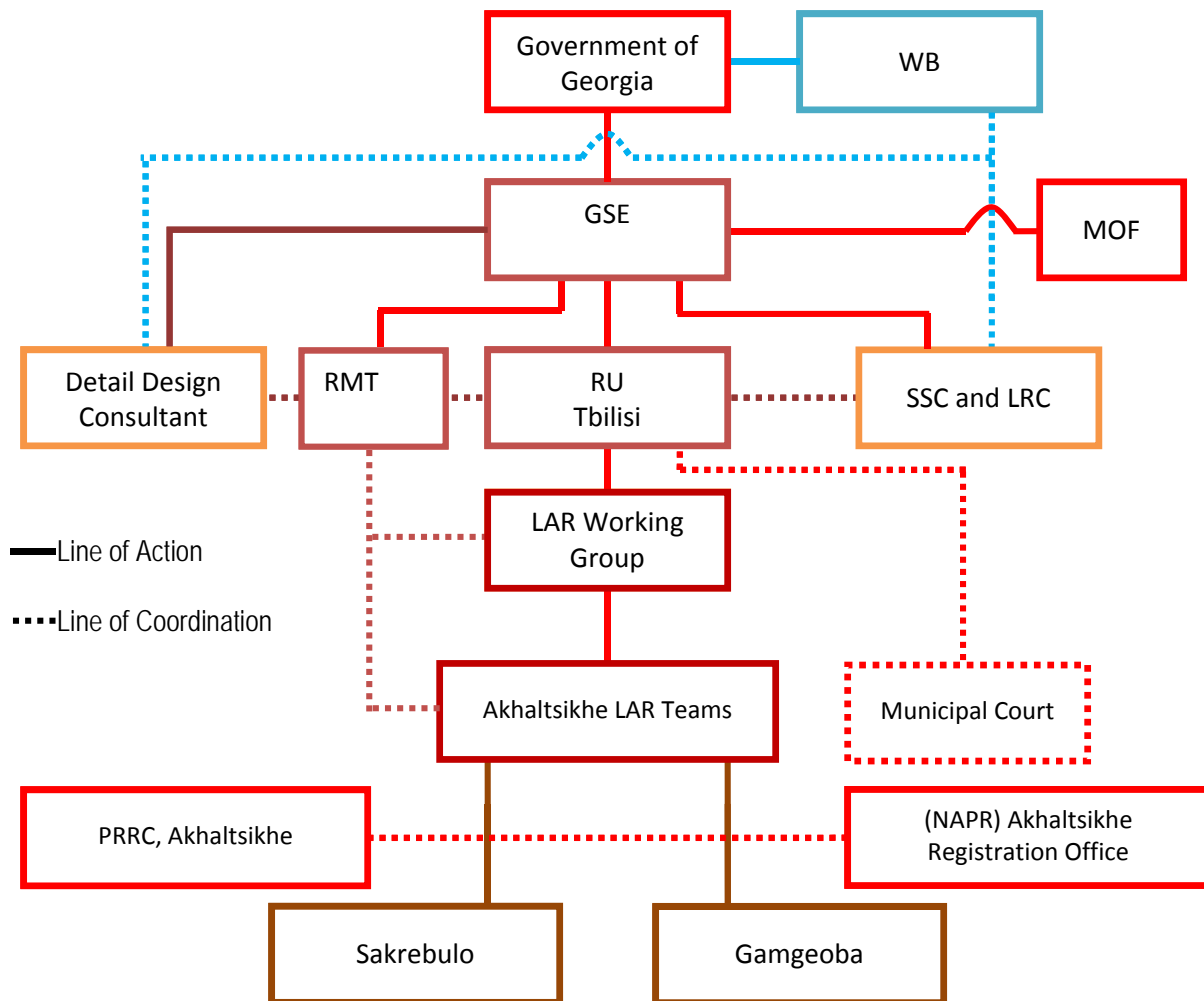 Government of
Georgia
WB
GSE
MOF
Detail Design
Consultant
RMT
RU
Tbilisi
SSC and LRC
LAR Working
Group
Line of Action
Line of Coordination
Akhaltsikhe LAR Teams
Municipal Court
PRRC, Akhaltsikhe
(NAPR) Akhaltsikhe
Registration Office
Sakrebulo
Gamgeoba